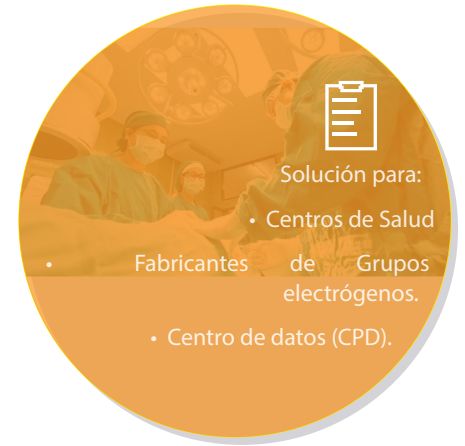 Solución para:
• Centros de Salud
• Fabricantes de Grupos
electrógenos.
• Centro de datos (CPD).